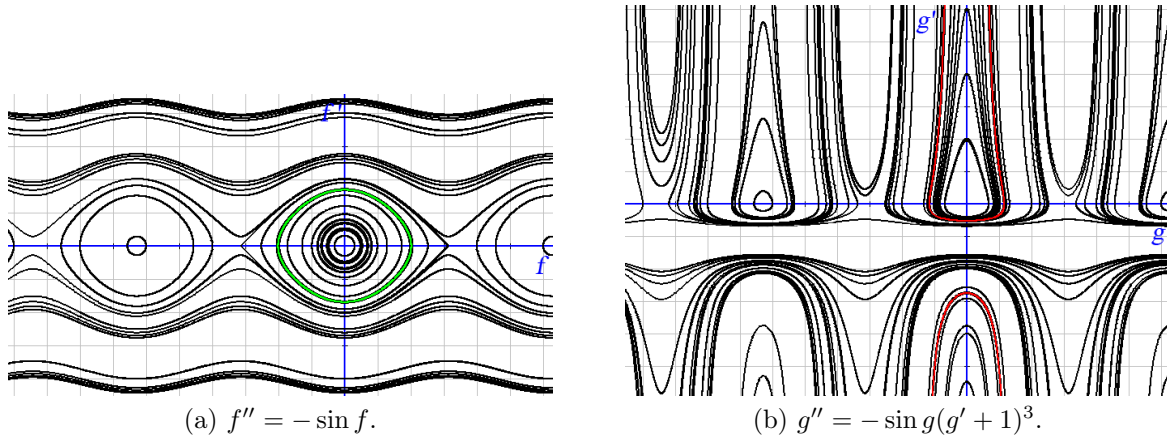 f'
f
g'
g
(a) f'' = − sin f.
(b) g'' = − sin g(g' + 1)³.